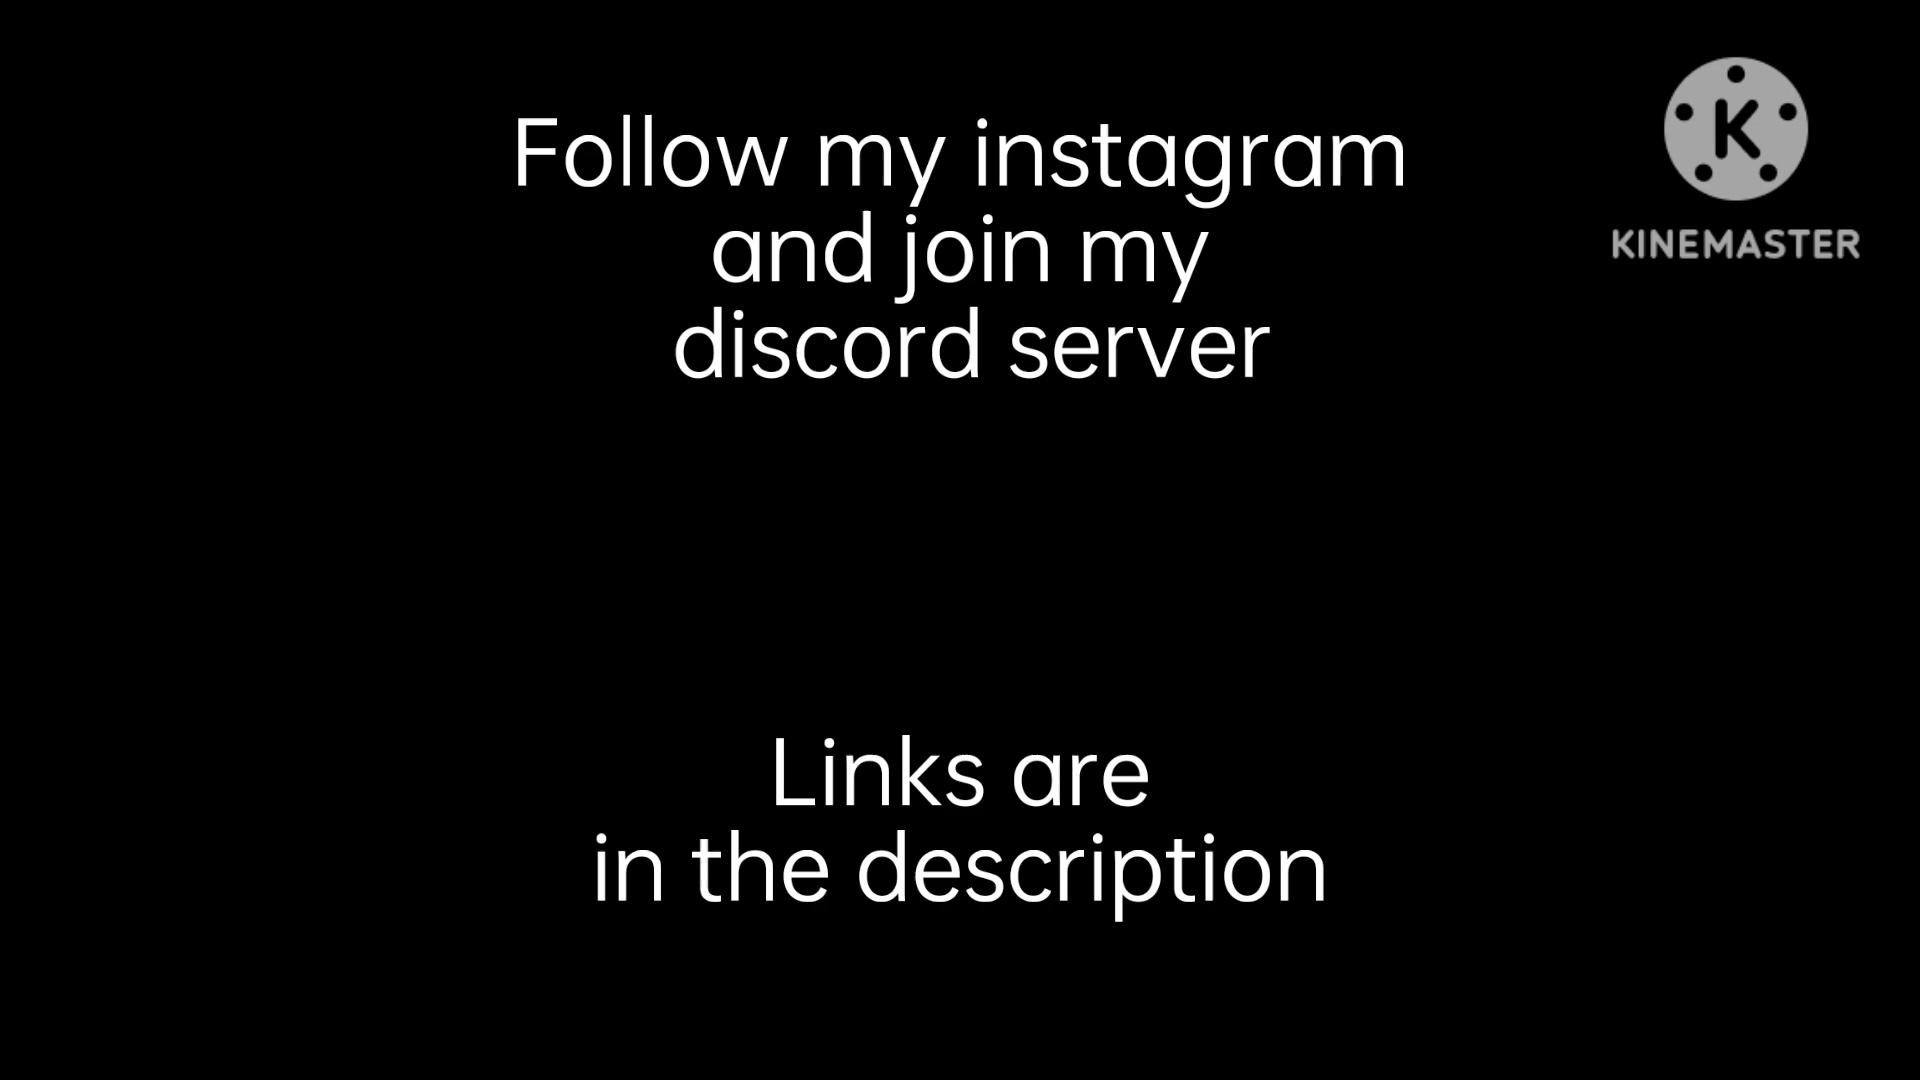 Follow my instagram
and join my
discord server
K
KINEMASTER
Links are
in the description